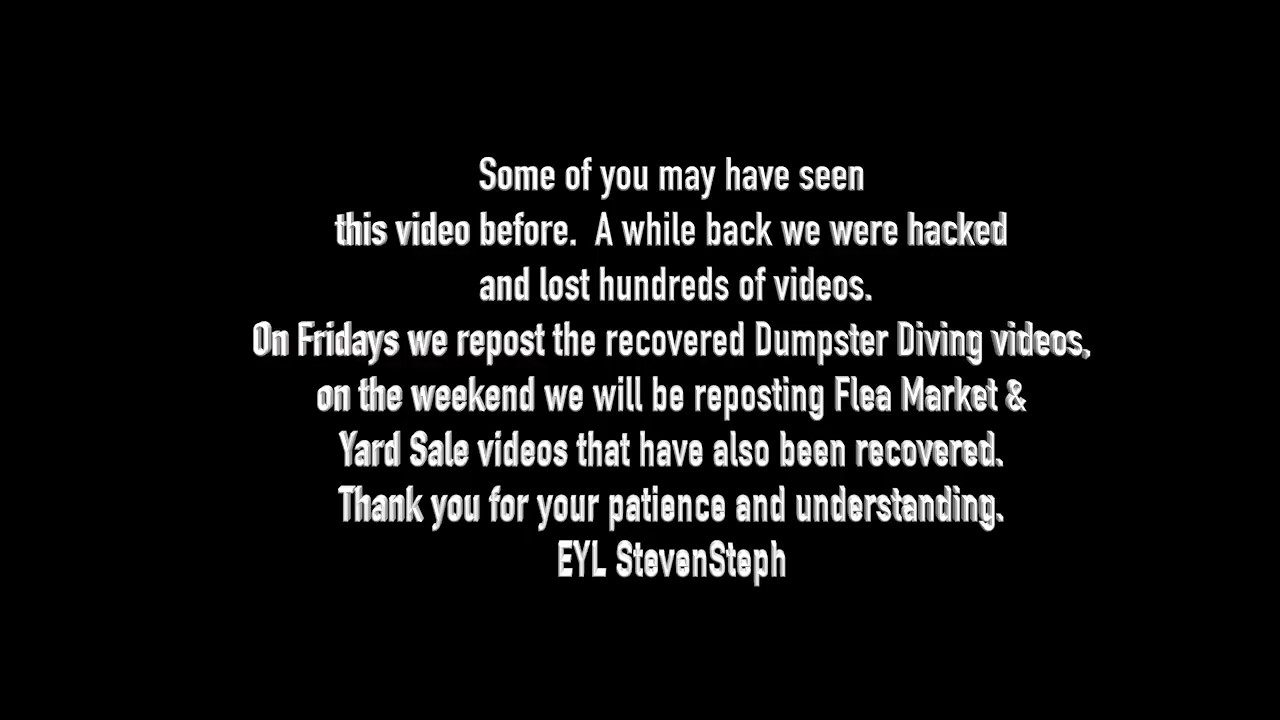 Some of you may have seen
this video before.  A while back we were hacked
and lost hundreds of videos.
On Fridays we repost the recovered Dumpster Diving videos,
on the weekend we will be reposting Flea Market &
Yard Sale videos that have also been recovered.
Thank you for your patience and understanding.
EYL StevenSteph